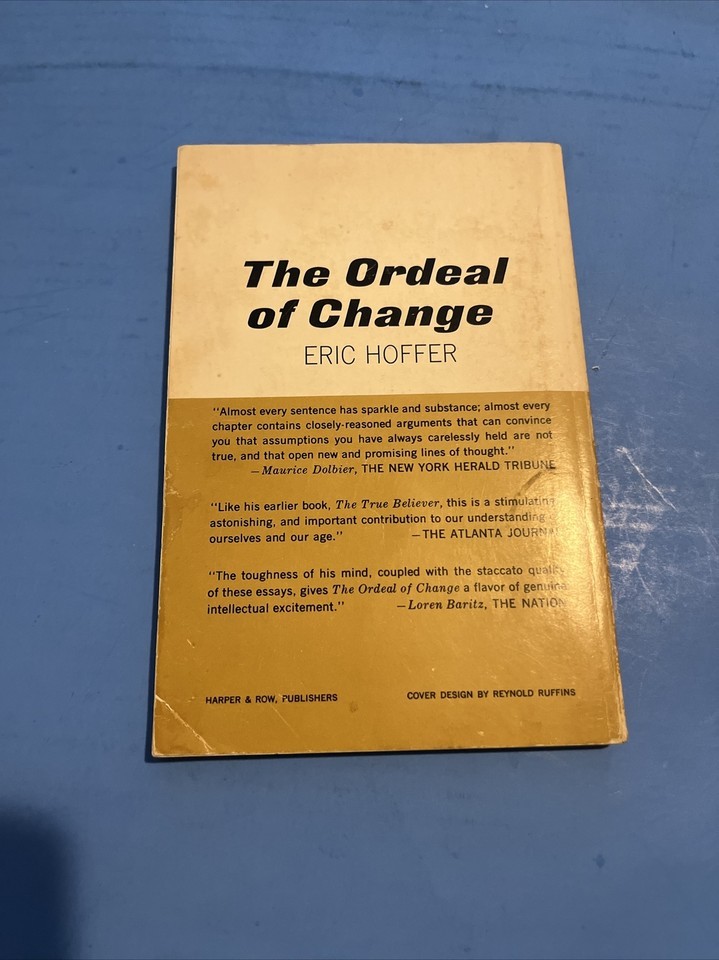 The Ordeal
of Change
ERIC HOFFER
"Almost every sentence has sparkle and substance; almost every
chapter contains closely-reasoned arguments that can convince
you that assumptions you have always carelessly held are not
true, and that open new and promising lines of thought."
—Maurice Dolbier, THE NEW YORK HERALD TRIBUNE
"Like his earlier book, The True Believer, this is a stimulating,
astonishing, and important contribution to our understanding
ourselves and our age." —THE ATLANTA JOURNAL
"The toughness of his mind, coupled with the staccato quality
of these essays, gives The Ordeal of Change a flavor of genuine
intellectual excitement." —Loren Baritz, THE NATION
HARPER & ROW, PUBLISHERS COVER DESIGN BY REYNOLD RUFFINS